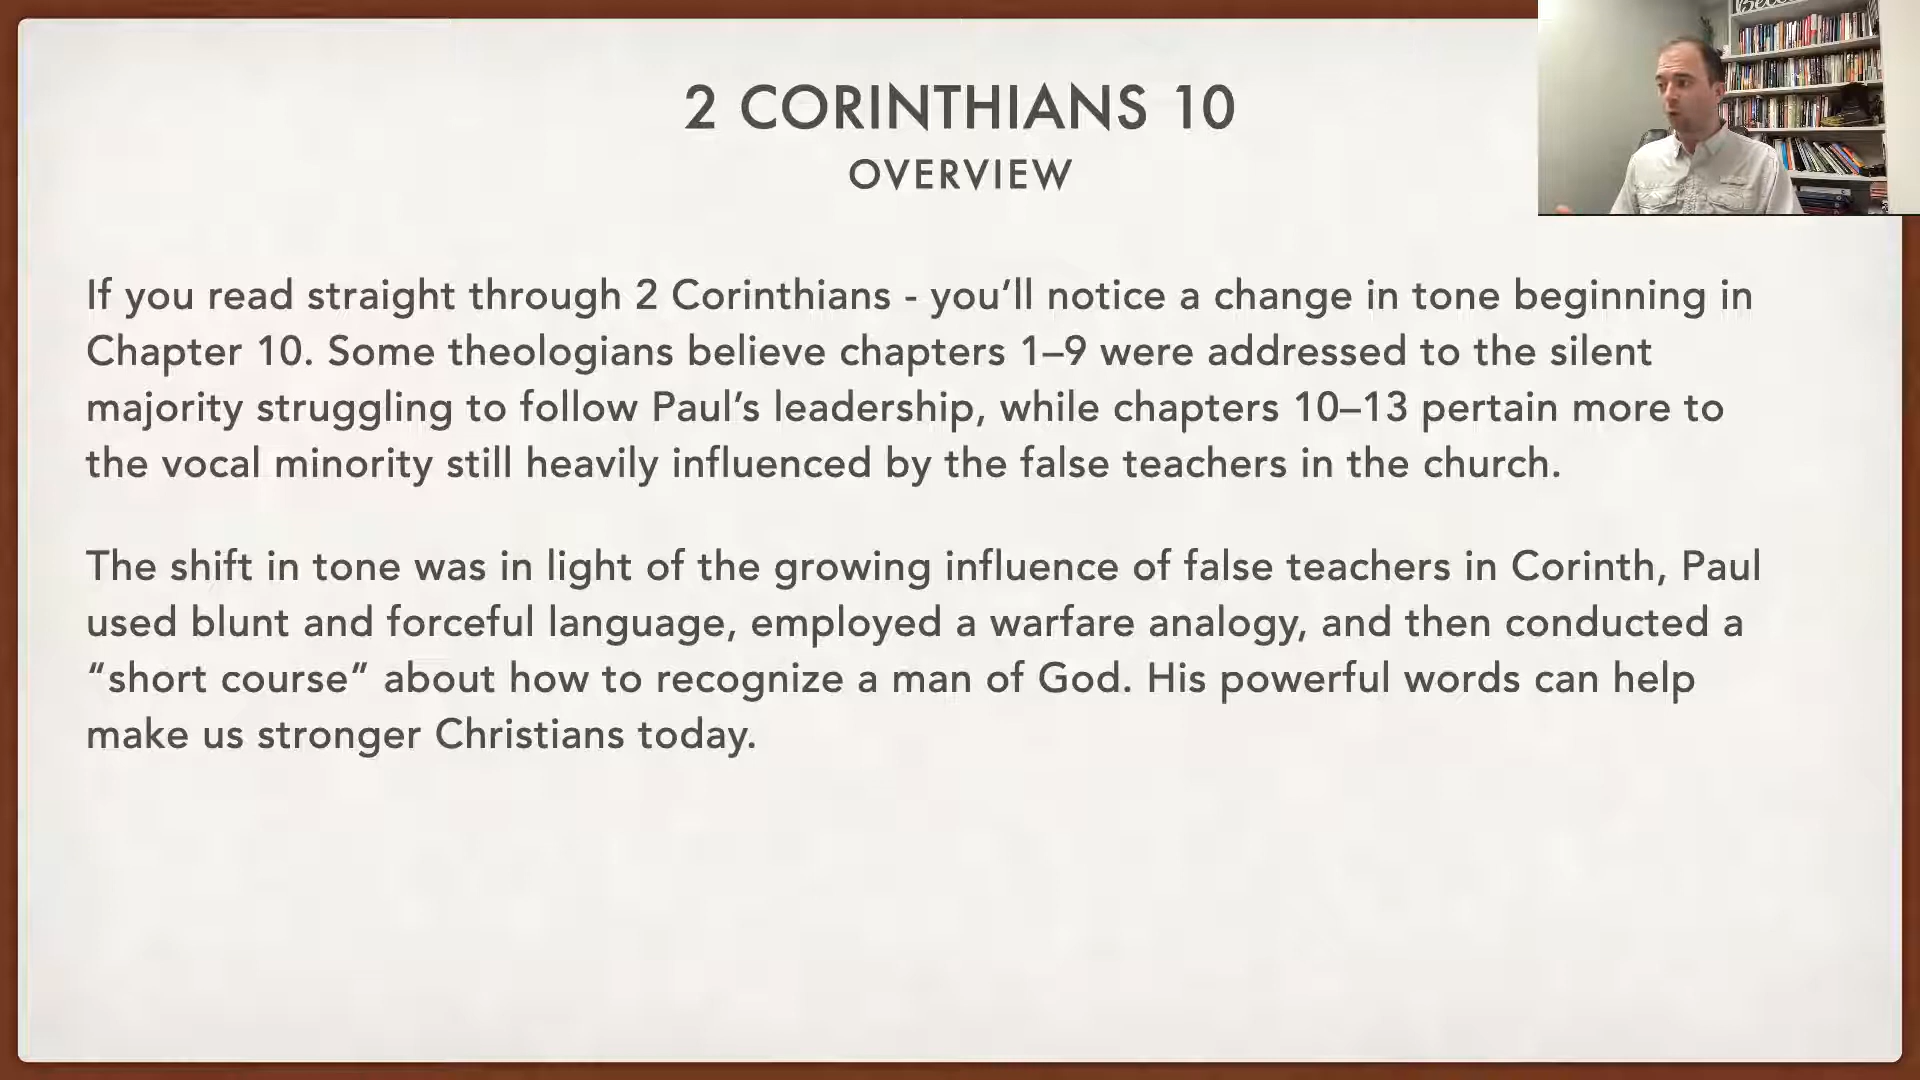 2 CORINTHIANS 10
OVERVIEW
If you read straight through 2 Corinthians - you’ll notice a change in tone beginning in
Chapter 10. Some theologians believe chapters 1–9 were addressed to the silent
majority struggling to follow Paul’s leadership, while chapters 10–13 pertain more to
the vocal minority still heavily influenced by the false teachers in the church.
The shift in tone was in light of the growing influence of false teachers in Corinth, Paul
used blunt and forceful language, employed a warfare analogy, and then conducted a
“short course” about how to recognize a man of God. His powerful words can help
make us stronger Christians today.